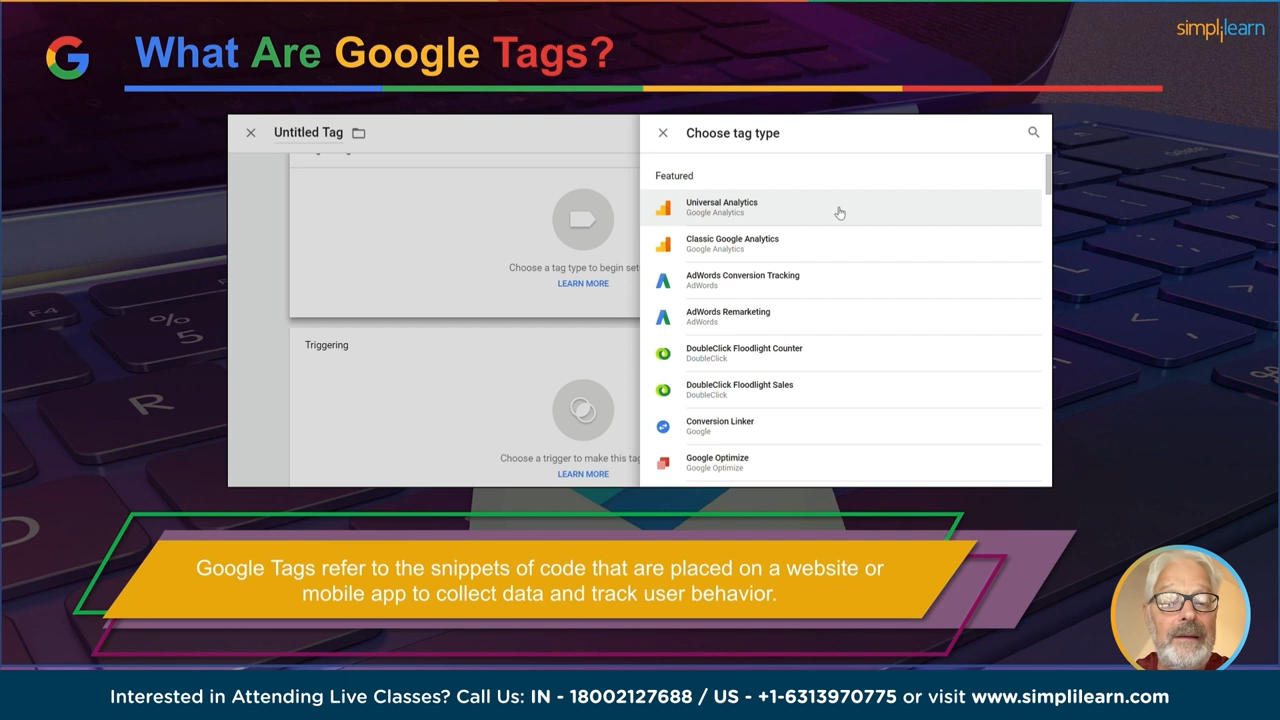 simplilearn
What Are Google Tags?
Untitled Tag
Choose tag type
Featured
Universal Analytics
Google Analytics
Classic Google Analytics
Google Analytics
Choose a tag type to begin set
LEARN MORE
AdWords Conversion Tracking
AdWords
AdWords Remarketing
AdWords
Triggering
DoubleClick Floodlight Counter
DoubleClick
DoubleClick Floodlight Sales
DoubleClick
Conversion Linker
Google
Choose a trigger to make this tag
LEARN MORE
Google Optimize
Google Optimize
F4
%
5
R
Google Tags refer to the snippets of code that are placed on a website or
mobile app to collect data and track user behavior.
Interested in Attending Live Classes? Call Us: IN - 18002127688 / US - +1-6313970775 or visit www.simplilearn.com